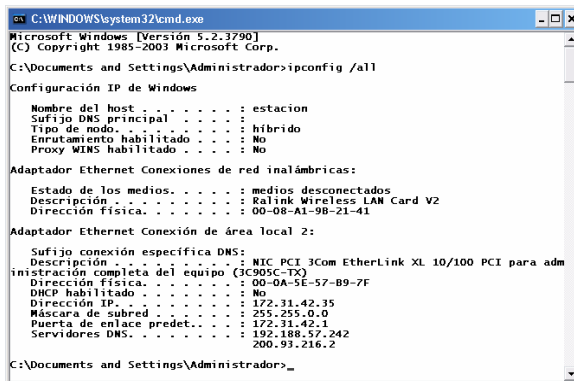 C:\WINDOWS\system32\cmd.exe
Microsoft Windows [Versión 5.2.3790]
(C) Copyright 1985-2003 Microsoft Corp.
C:\Documents and Settings\Administrador>ipconfig /all
Configuración IP de Windows
Nombre del host . . . . . . . : estacion
Sufijo DNS principal . . . . :
Tipo de nodo. . . . . . . . . : híbrido
Enrutamiento habilitado . . . : No
Proxy WINS habilitado . . . . : No
Adaptador Ethernet Conexiones de red inalámbricas:
Estado de los medios. . . . . : medios desconectados
Descripción . . . . . . . . . : Ralink Wireless LAN Card V2
Dirección física. . . . . . . : 00-08-A1-9B-21-41
Adaptador Ethernet Conexión de área local 2:
Sufijo conexión específica DNS:
Descripción . . . . . . . . . : NIC PCI 3Com EtherLink XL 10/100 PCI para adm
inistración completa del equipo (3C905C-TX)
Dirección física. . . . . . . : 00-0A-5E-57-B9-7F
DHCP habilitado . . . . . . . : No
Dirección IP. . . . . . . . . : 172.31.42.35
Máscara de subred . . . . . . : 255.255.0.0
Puerta de enlace predet.. . . : 172.31.42.1
Servidores DNS. . . . . . . . : 192.188.57.242
200.93.216.2
C:\Documents and Settings\Administrador>_